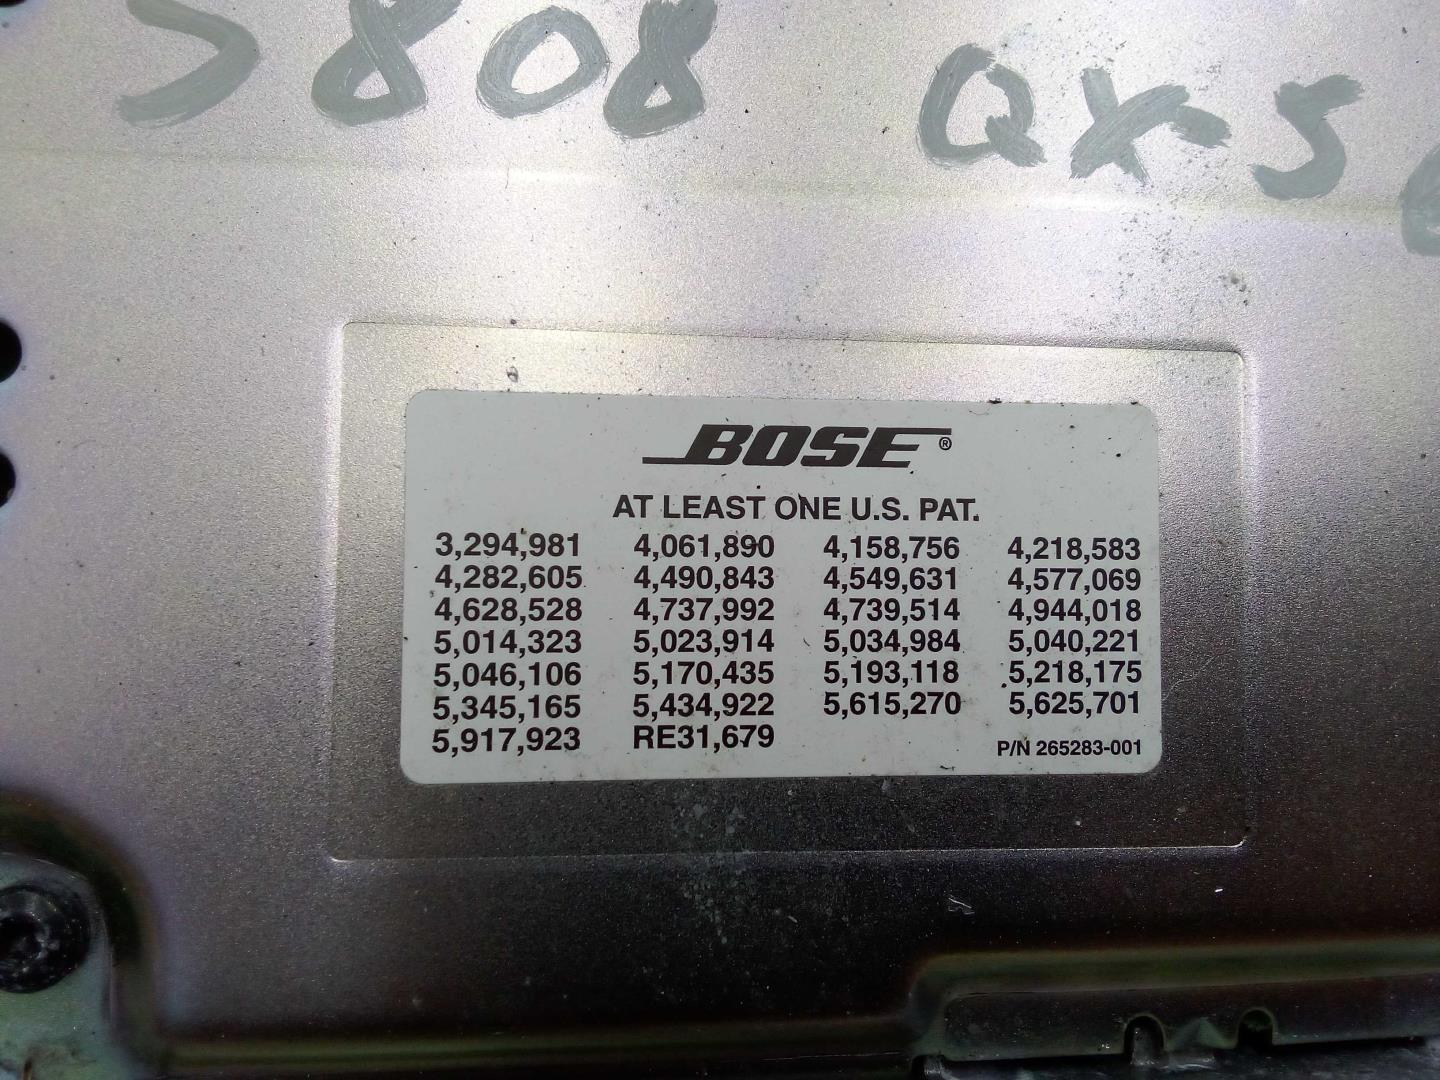 S808 QX-56
BOSE®
AT LEAST ONE U.S. PAT.
3,294,981 4,061,890 4,158,756 4,218,583
4,282,605 4,490,843 4,549,631 4,577,069
4,628,528 4,737,992 4,739,514 4,944,018
5,014,323 5,023,914 5,034,984 5,040,221
5,046,106 5,170,435 5,193,118 5,218,175
5,345,165 5,434,922 5,615,270 5,625,701
5,917,923 RE31,679 P/N 265283-001